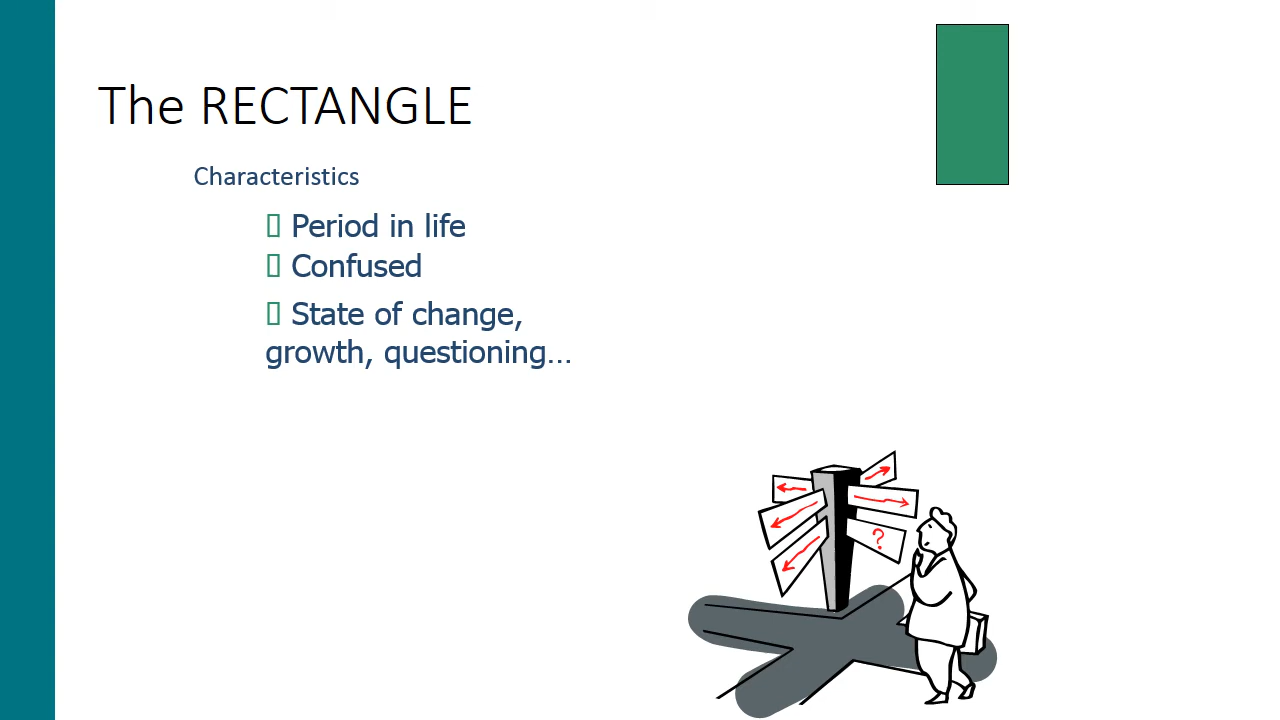 The RECTANGLE
Characteristics
▯ Period in life
▯ Confused
▯ State of change,
growth, questioning…
?